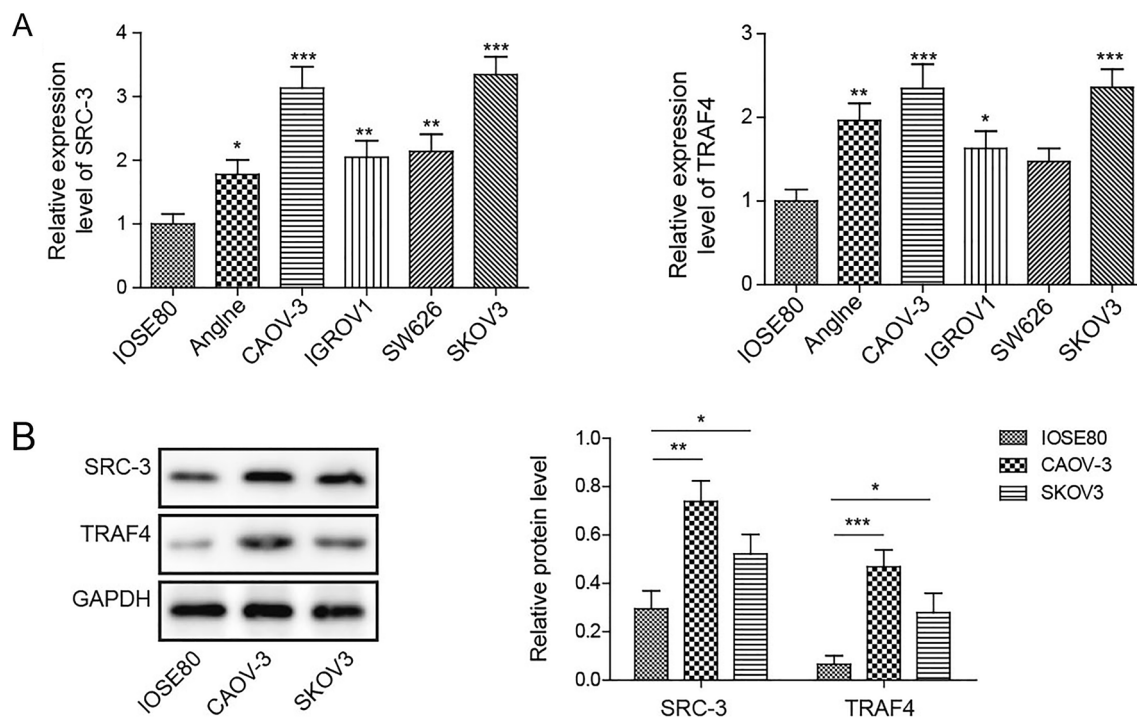 A
Relative expression
level of SRC-3
4
3
2
1
0
*
***
**
**
***
IOSE80
Anglne
CAOV-3
IGROV1
SW626
SKOV3
Relative expression
level of TRAF4
3
2
1
0
**
***
*
***
IOSE80
Anglne
CAOV-3
IGROV1
SW626
SKOV3
B
SRC-3
TRAF4
GAPDH
IOSE80
CAOV-3
SKOV3
Relative protein level
1.0
0.8
0.6
0.4
0.2
0.0
*
**
*
***
SRC-3
TRAF4
IOSE80
CAOV-3
SKOV3